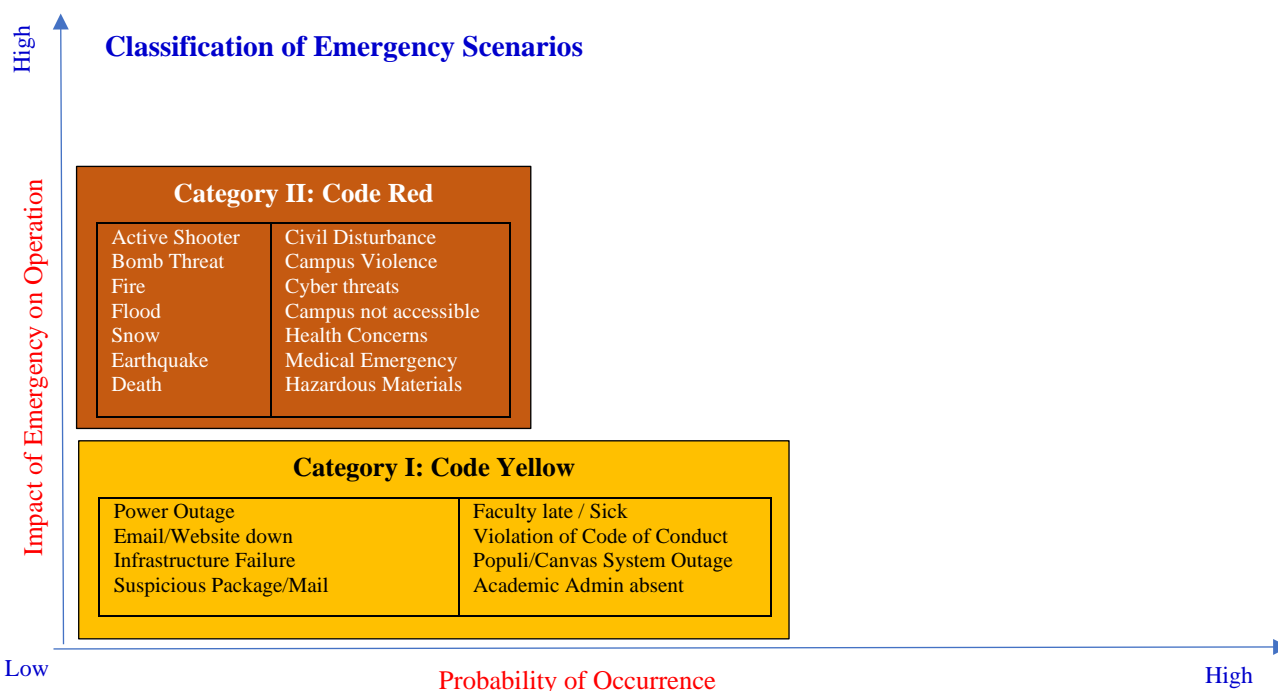 High
Classification of Emergency Scenarios
Impact of Emergency on Operation
Category II: Code Red
Active Shooter
Bomb Threat
Fire
Flood
Snow
Earthquake
Death
Civil Disturbance
Campus Violence
Cyber threats
Campus not accessible
Health Concerns
Medical Emergency
Hazardous Materials
Category I: Code Yellow
Power Outage
Email/Website down
Infrastructure Failure
Suspicious Package/Mail
Faculty late / Sick
Violation of Code of Conduct
Populi/Canvas System Outage
Academic Admin absent
Low
Probability of Occurrence
High